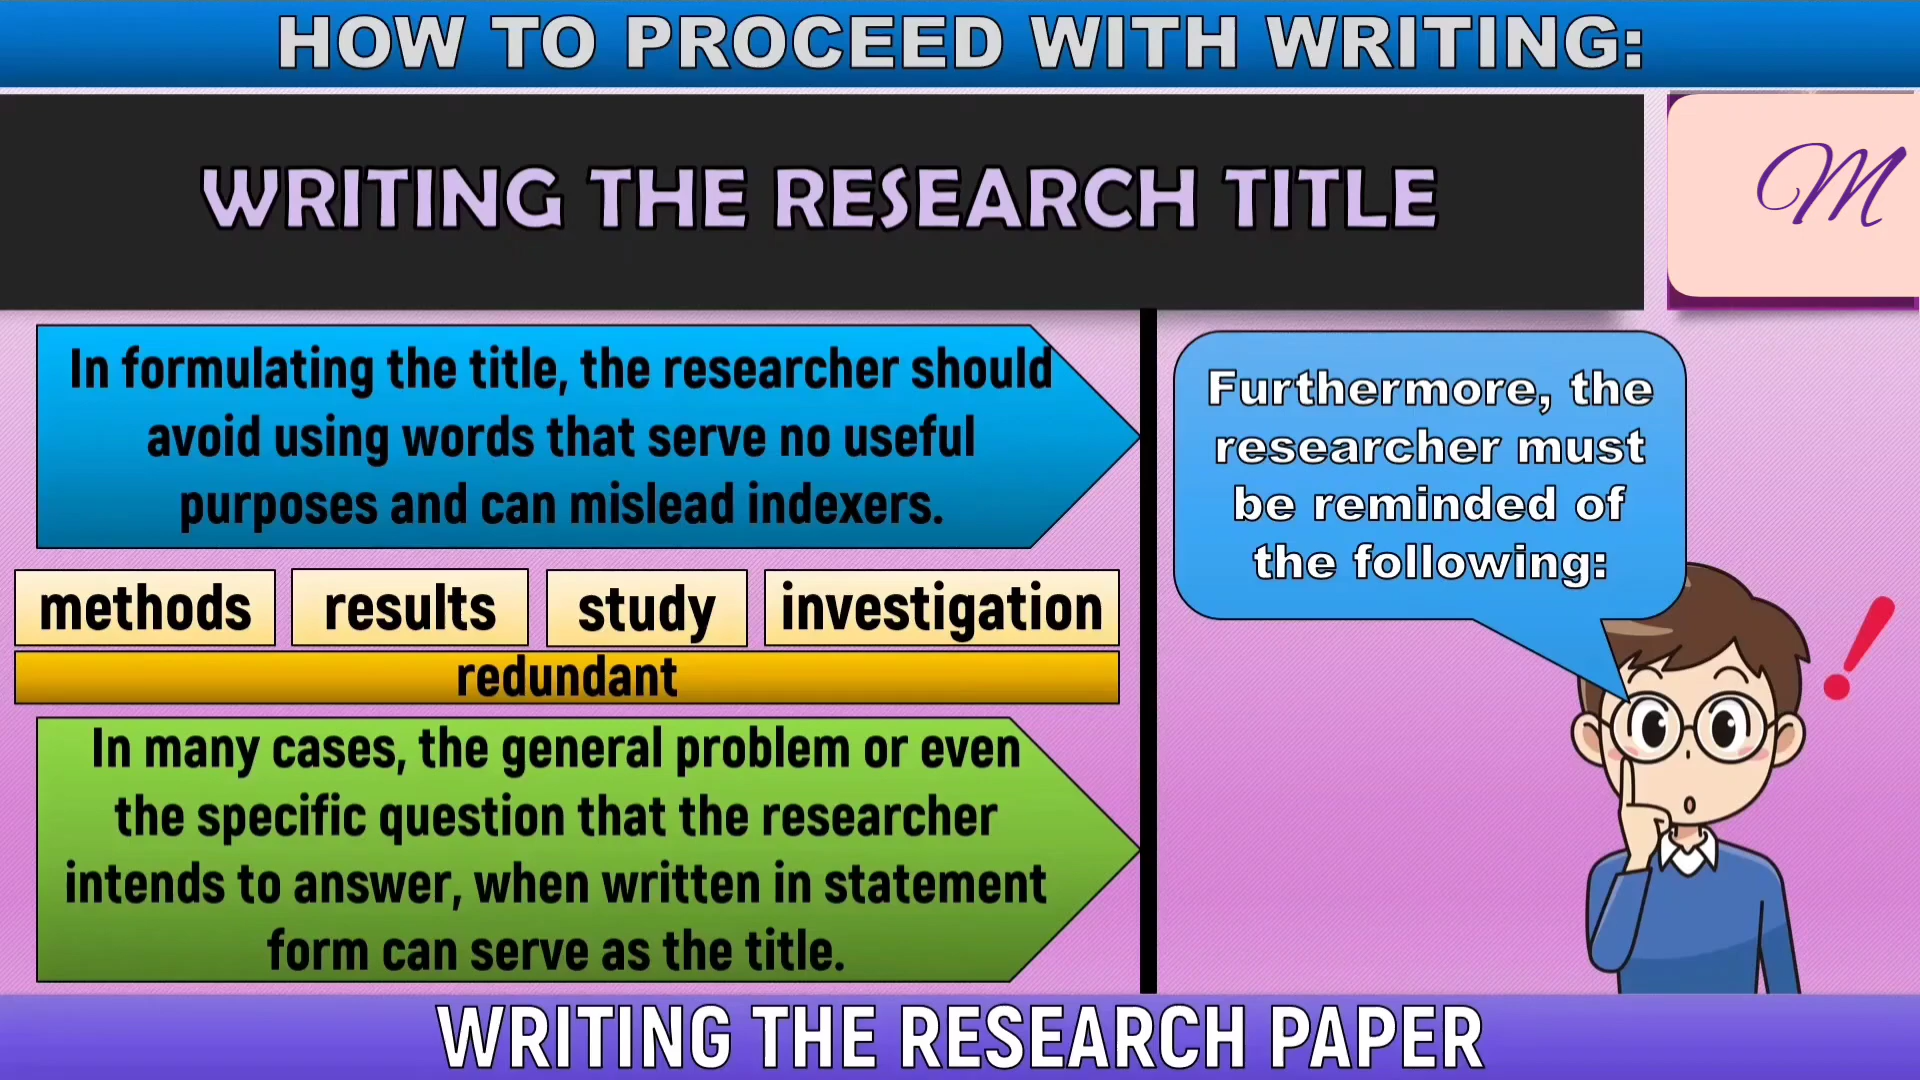 HOW TO PROCEED WITH WRITING:
WRITING THE RESEARCH TITLE
M
In formulating the title, the researcher should
avoid using words that serve no useful
purposes and can mislead indexers.
methods
results
study
investigation
redundant
In many cases, the general problem or even
the specific question that the researcher
intends to answer, when written in statement
form can serve as the title.
Furthermore, the
researcher must
be reminded of
the following:
WRITING THE RESEARCH PAPER